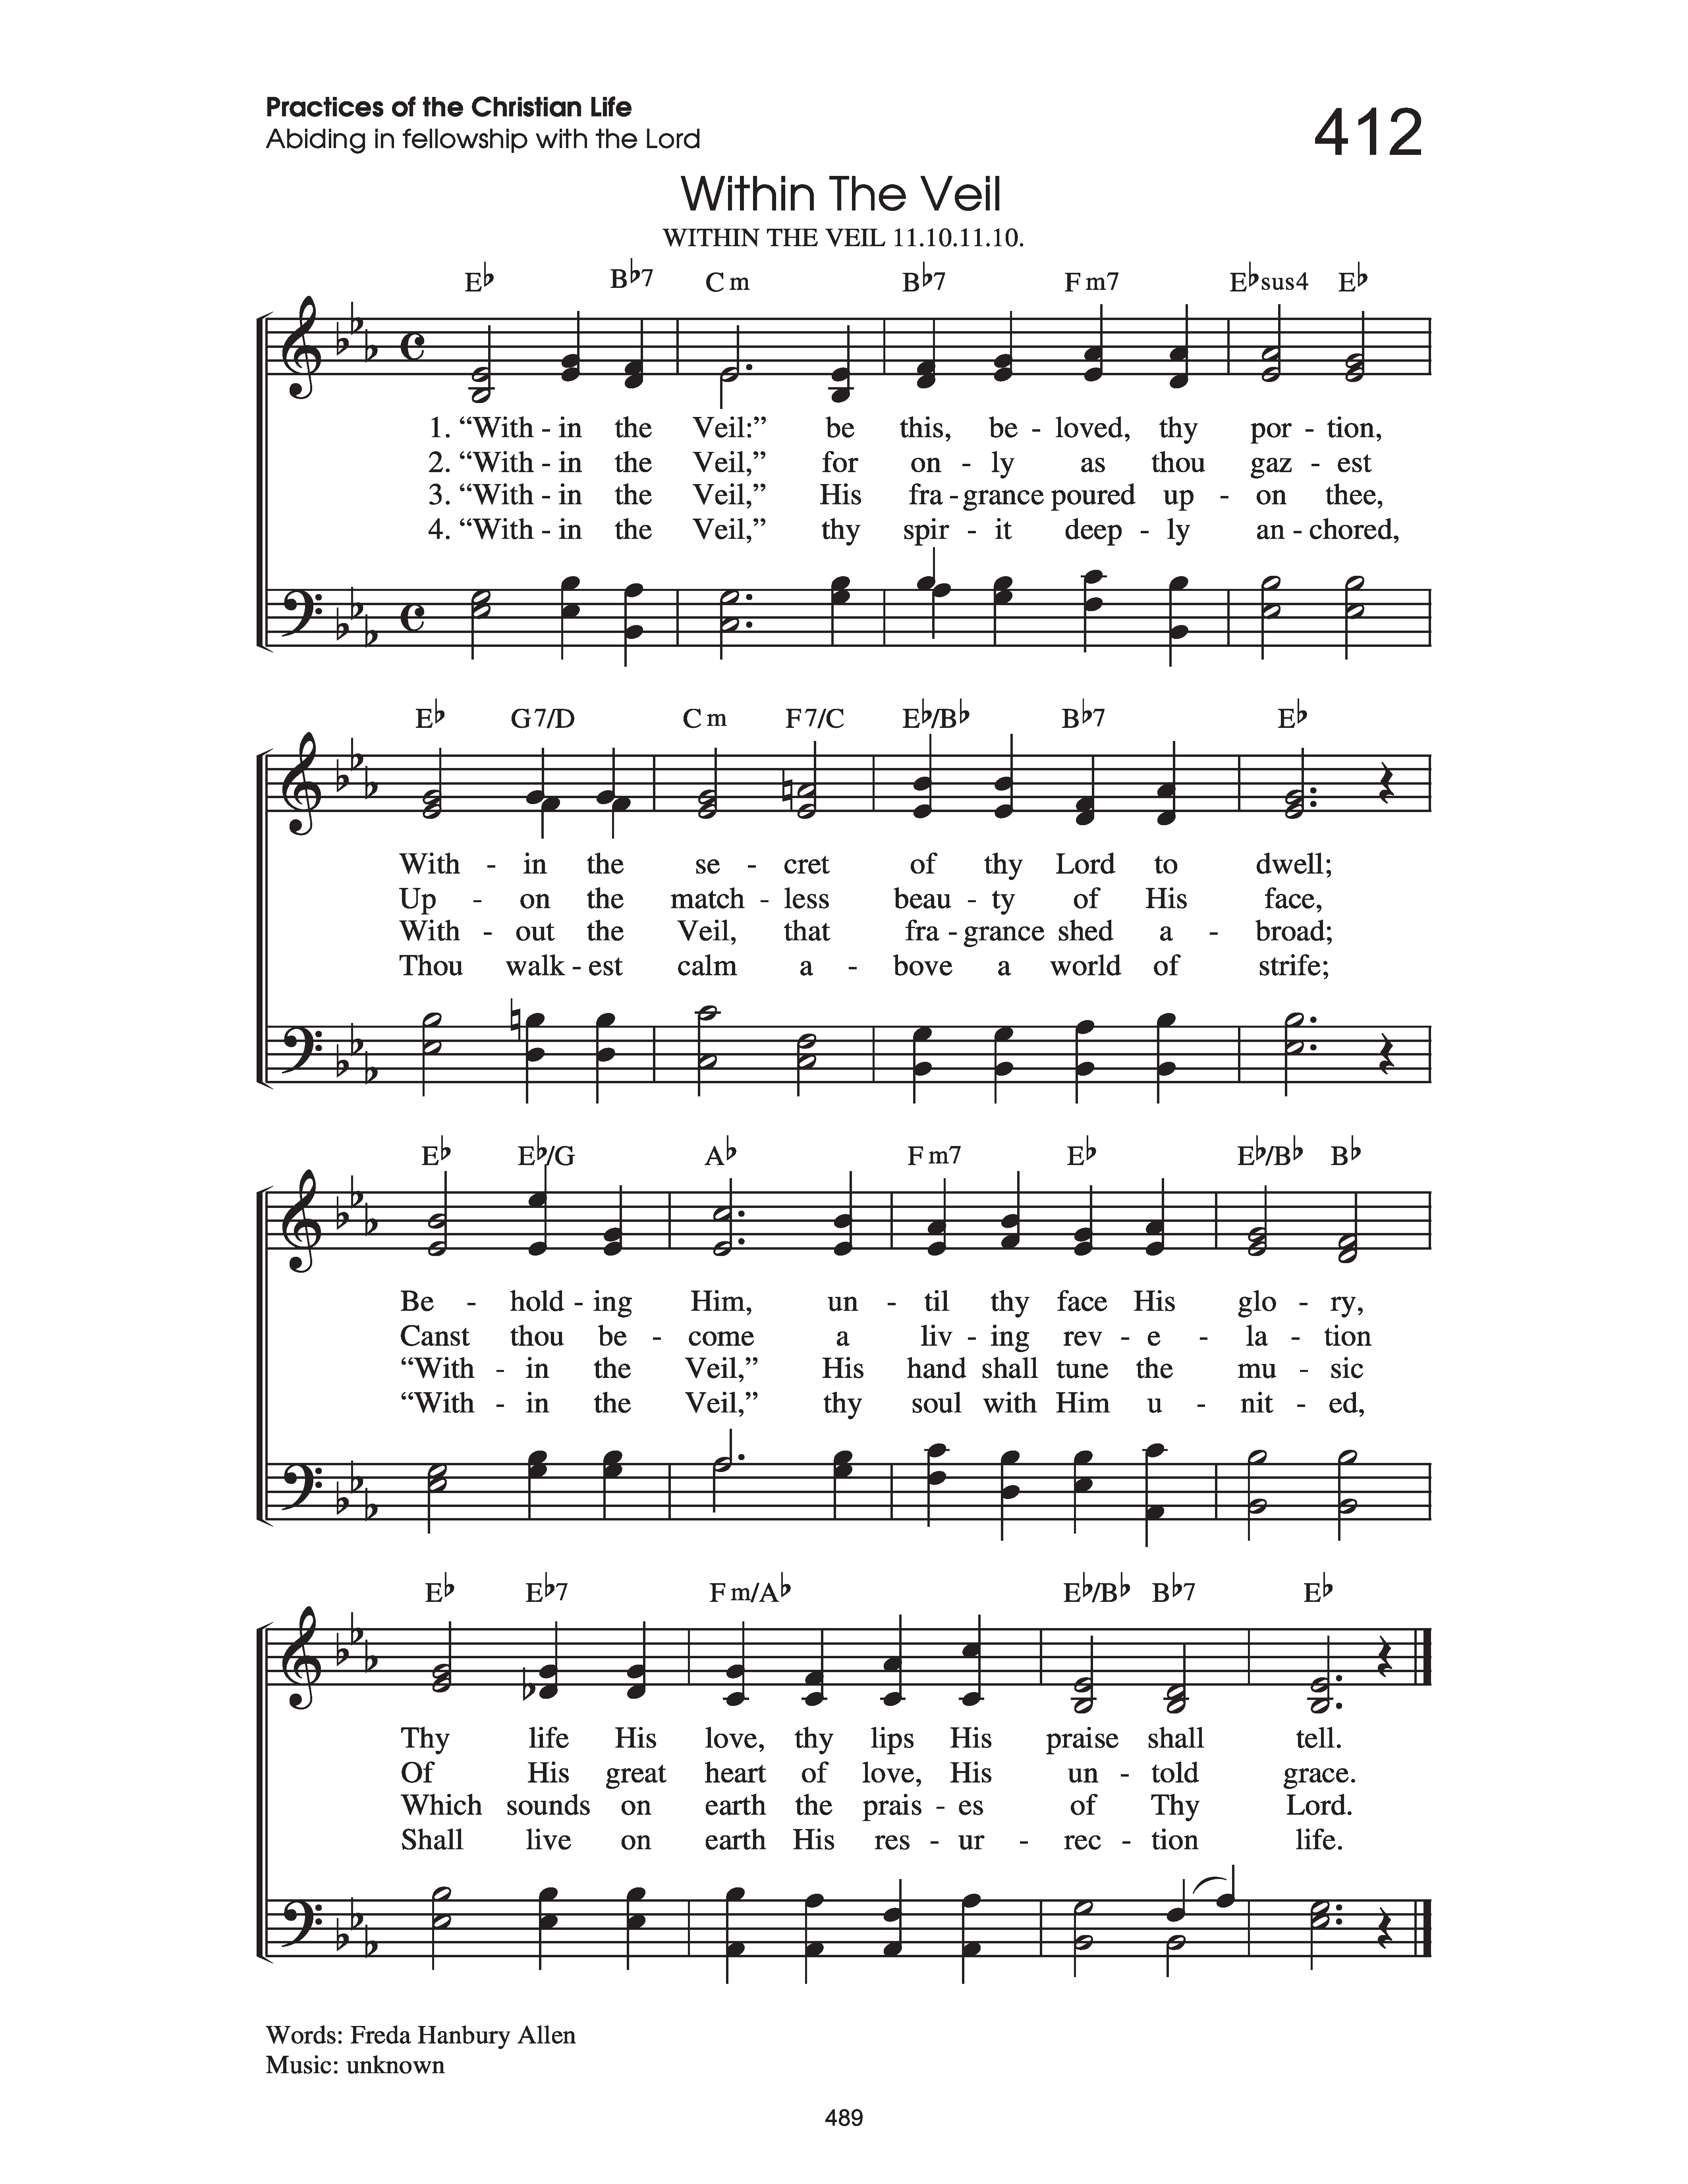 Practices of the Christian Life
Abiding in fellowship with the Lord
412
Within The Veil
WITHIN THE VEIL 11.10.11.10.
E♭ B♭7 Cm B♭7 Fm7 E♭sus4 E♭
1. “With - in the Veil:” be this, be - loved, thy por - tion,
2. “With - in the Veil,” for on - ly as thou gaz - est
3. “With - in the Veil,” His fra - grance poured up - on thee,
4. “With - in the Veil,” thy spir - it deep - ly an - chored,
E♭ G7/D Cm F7/C E♭/B♭ B♭7 E♭
With - in the se - cret of thy Lord to dwell;
Up - on the match - less beau - ty of His face,
With - out the Veil, that fra - grance shed a - broad;
Thou walk - est calm a - bove a world of strife;
E♭ E♭/G A♭ Fm7 E♭ E♭/B♭ B♭
Be - hold - ing Him, un - til thy face His glo - ry,
Canst thou be - come a liv - ing rev - e - la - tion
“With - in the Veil,” His hand shall tune the mu - sic
“With - in the Veil,” thy soul with Him u - nit - ed,
E♭ E♭7 Fm/A♭ E♭/B♭ B♭7 E♭
Thy life His love, thy lips His praise shall tell.
Of His great heart of love, His un - told grace.
Which sounds on earth the prais - es of Thy Lord.
Shall live on earth His res - ur - rec - tion life.
Words: Freda Hanbury Allen
Music: unknown
489